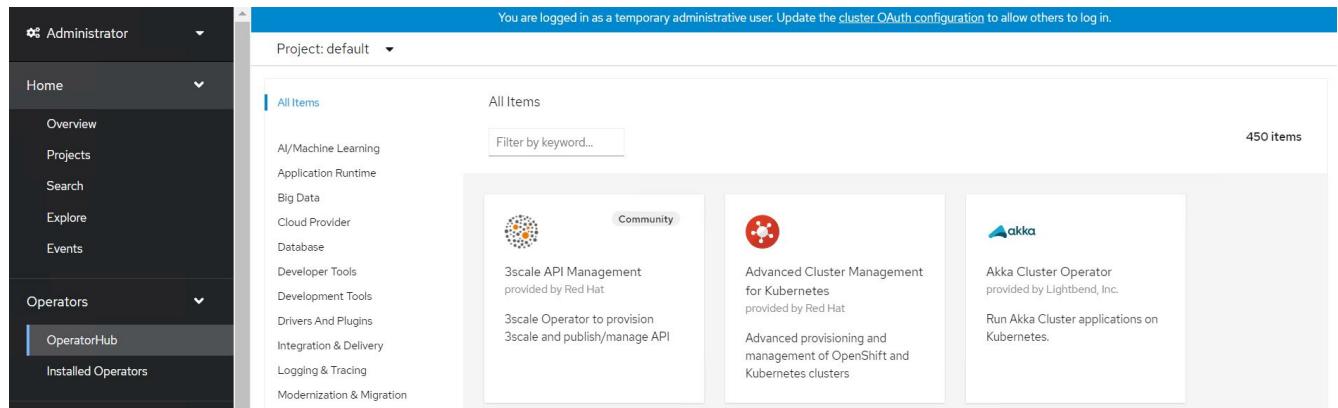 You are logged in as a temporary administrative user. Update the cluster OAuth configuration to allow others to log in.
Administrator
Home
Overview
Projects
Search
Explore
Events
Operators
OperatorHub
Installed Operators
Project: default
All Items
AI/Machine Learning
Application Runtime
Big Data
Cloud Provider
Database
Developer Tools
Development Tools
Drivers And Plugins
Integration & Delivery
Logging & Tracing
Modernization & Migration
All Items
Filter by keyword...
450 items
Community
3scale API Management
provided by Red Hat
3scale Operator to provision
3scale and publish/manage API
Advanced Cluster Management
for Kubernetes
provided by Red Hat
Advanced provisioning and
management of OpenShift and
Kubernetes clusters
akka
Akka Cluster Operator
provided by Lightbend, Inc.
Run Akka Cluster applications on
Kubernetes.